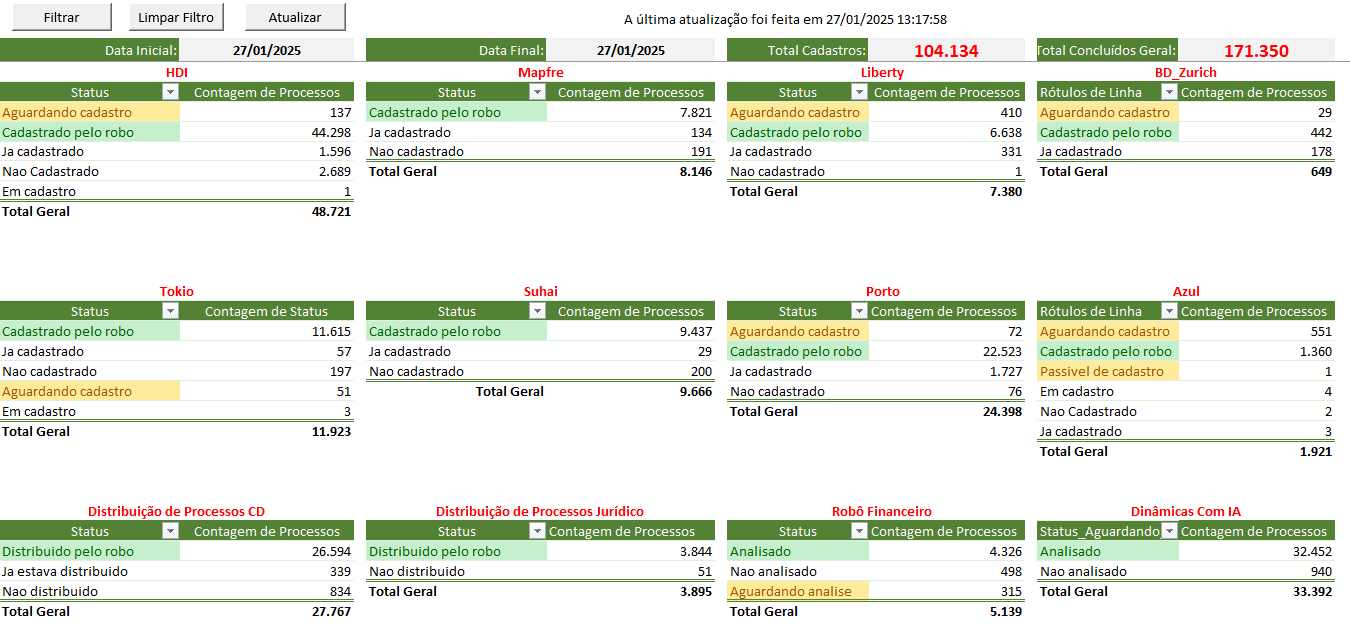 Filtrar Limpar Filtro Atualizar A última atualização foi feita em 27/01/2025 13:17:58
Data Inicial: 27/01/2025 Data Final: 27/01/2025 Total Cadastros: 104.134 Total Concluídos Geral: 171.350
HDI
Status Contagem de Processos
Aguardando cadastro 137
Cadastrado pelo robo 44.298
Ja cadastrado 1.596
Nao Cadastrado 2.689
Em cadastro 1
Total Geral 48.721
Mapfre
Status Contagem de Processos
Cadastrado pelo robo 7.821
Ja cadastrado 134
Nao cadastrado 191
Total Geral 8.146
Liberty
Status Contagem de Processos
Aguardando cadastro 410
Cadastrado pelo robo 6.638
Ja cadastrado 331
Nao cadastrado 1
Total Geral 7.380
BD_Zurich
Rótulos de Linha Contagem de Processos
Aguardando cadastro 29
Cadastrado pelo robo 442
Ja cadastrado 178
Total Geral 649
Tokio
Status Contagem de Status
Cadastrado pelo robo 11.615
Ja cadastrado 57
Nao cadastrado 197
Aguardando cadastro 51
Em cadastro 3
Total Geral 11.923
Suhai
Status Contagem de Processos
Cadastrado pelo robo 9.437
Ja cadastrado 29
Nao cadastrado 200
Total Geral 9.666
Porto
Status Contagem de Processos
Aguardando cadastro 72
Cadastrado pelo robo 22.523
Ja cadastrado 1.727
Nao cadastrado 76
Total Geral 24.398
Azul
Rótulos de Linha Contagem de Processos
Aguardando cadastro 551
Cadastrado pelo robo 1.360
Passivel de cadastro 1
Em cadastro 4
Nao Cadastrado 2
Ja cadastrado 3
Total Geral 1.921
Distribuição de Processos CD
Status Contagem de Processos
Distribuido pelo robo 26.594
Ja estava distribuido 339
Nao distribuido 834
Total Geral 27.767
Distribuição de Processos Jurídico
Status Contagem de Processos
Distribuido pelo robo 3.844
Nao distribuido 51
Total Geral 3.895
Robô Financeiro
Status Contagem de Processos
Analisado 4.326
Nao analisado 498
Aguardando analise 315
Total Geral 5.139
Dinâmicas Com IA
Status_Aguardando Contagem de Processos
Analisado 32.452
Nao analisado 940
Total Geral 33.392